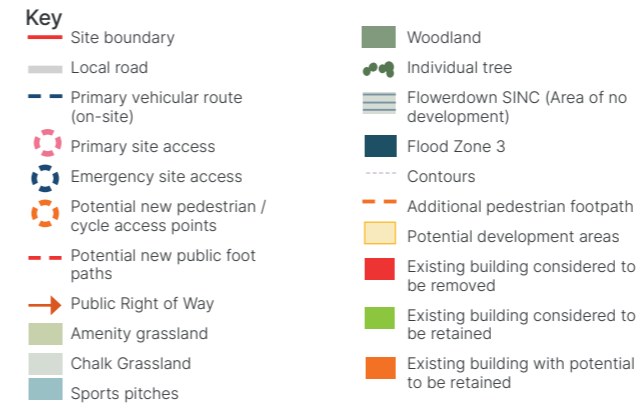 Key
Site boundary
Local road
Primary vehicular route
(on-site)
Primary site access
Emergency site access
Potential new pedestrian /
cycle access points
Potential new public foot
paths
Public Right of Way
Amenity grassland
Chalk Grassland
Sports pitches
Woodland
Individual tree
Flowerdown SINC (Area of no
development)
Flood Zone 3
Contours
Additional pedestrian footpath
Potential development areas
Existing building considered to
be removed
Existing building considered to
be retained
Existing building with potential
to be retained